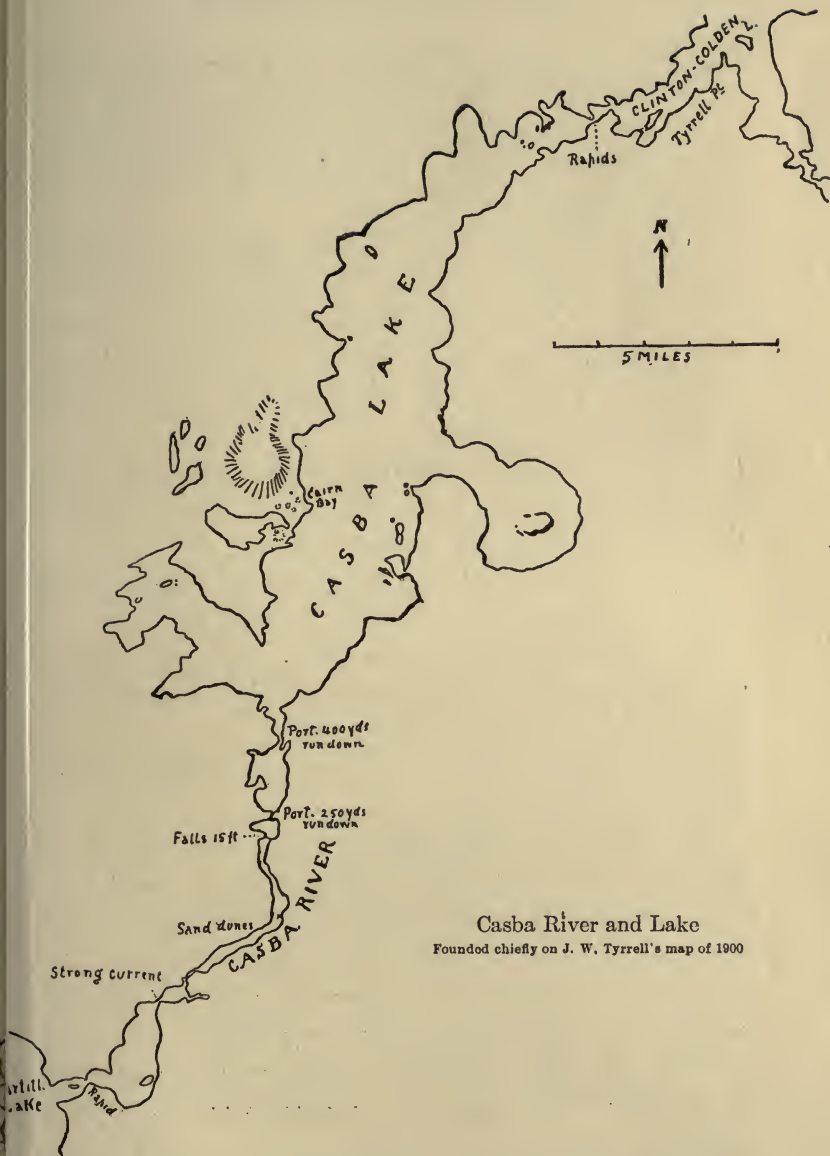 CLINTON-COLDEN L.
Tyrrell Pt.
Rapids
N
5 MILES
CASBA LAKE
Cairn
Bay
Port. 400 yds
run down
Port. 250 yds
run down
Falls 15 ft
CASBA RIVER
Sand dunes
Strong current
Rapid
artill.
Lake
Casba River and Lake
Founded chiefly on J. W. Tyrrell's map of 1900